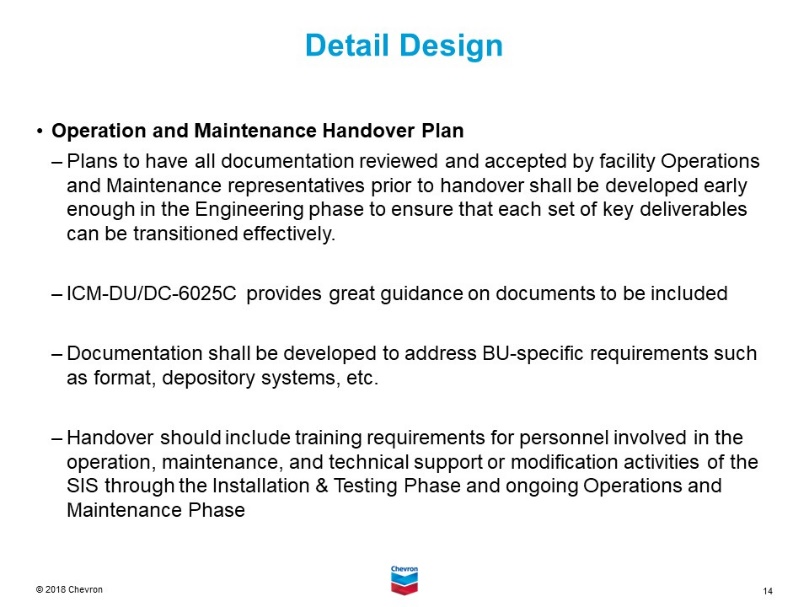 Detail Design
• Operation and Maintenance Handover Plan
– Plans to have all documentation reviewed and accepted by facility Operations
and Maintenance representatives prior to handover shall be developed early
enough in the Engineering phase to ensure that each set of key deliverables
can be transitioned effectively.
– ICM-DU/DC-6025C provides great guidance on documents to be included
– Documentation shall be developed to address BU-specific requirements such
as format, depository systems, etc.
– Handover should include training requirements for personnel involved in the
operation, maintenance, and technical support or modification activities of the
SIS through the Installation & Testing Phase and ongoing Operations and
Maintenance Phase
© 2018 Chevron
Chevron
14